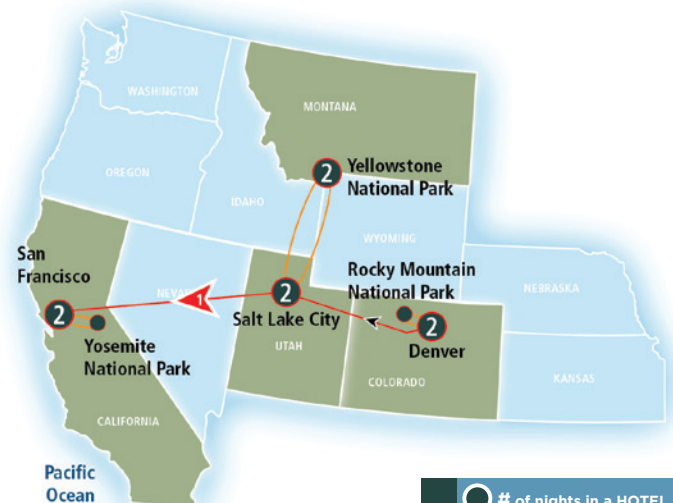 WASHINGTON
MONTANA
OREGON
IDAHO
2
Yellowstone
National Park
WYOMING
San
Francisco
NEVA
1
2
Salt Lake City
Rocky Mountain
National Park
NEBRASKA
2
Yosemite
National Park
UTAH
2
Denver
COLORADO
KANSAS
CALIFORNIA
Pacific
Ocean
# of nights in a HOTEL